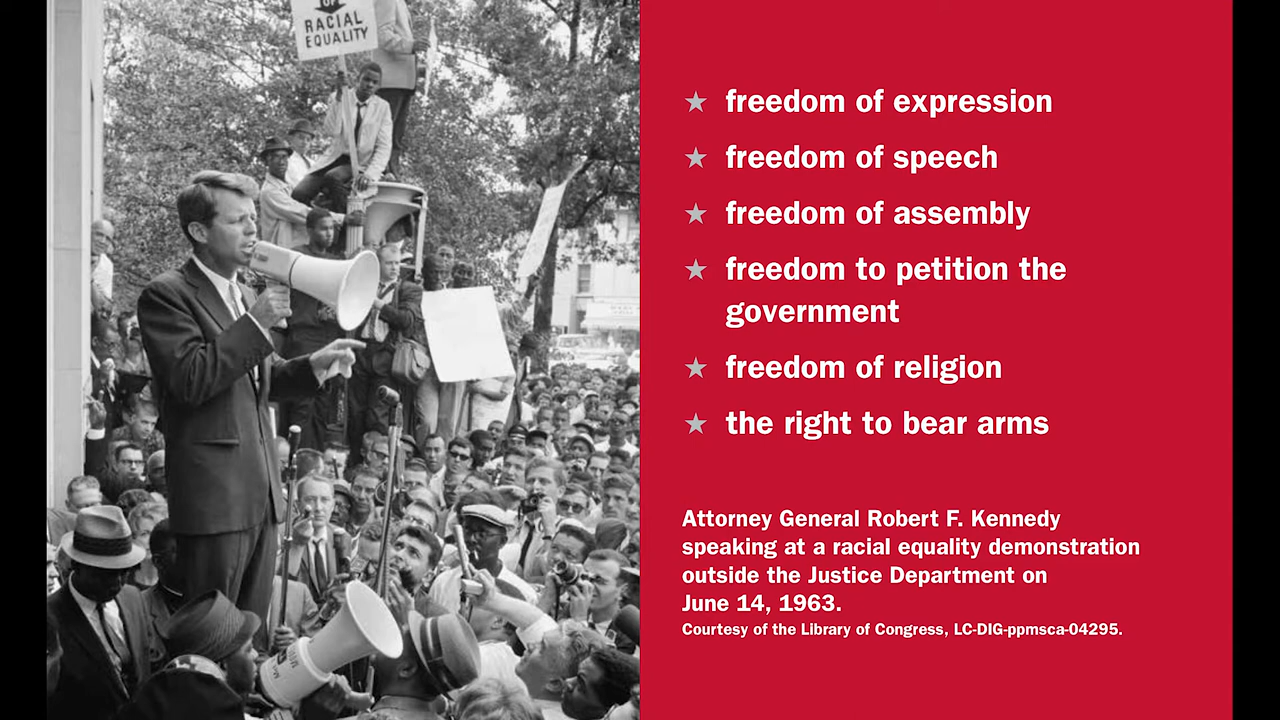 OF
RACIAL
EQUALITY
freedom of expression
freedom of speech
freedom of assembly
freedom to petition the
government
freedom of religion
the right to bear arms
Attorney General Robert F. Kennedy
speaking at a racial equality demonstration
outside the Justice Department on
June 14, 1963.
Courtesy of the Library of Congress, LC-DIG-ppmsca-04295.